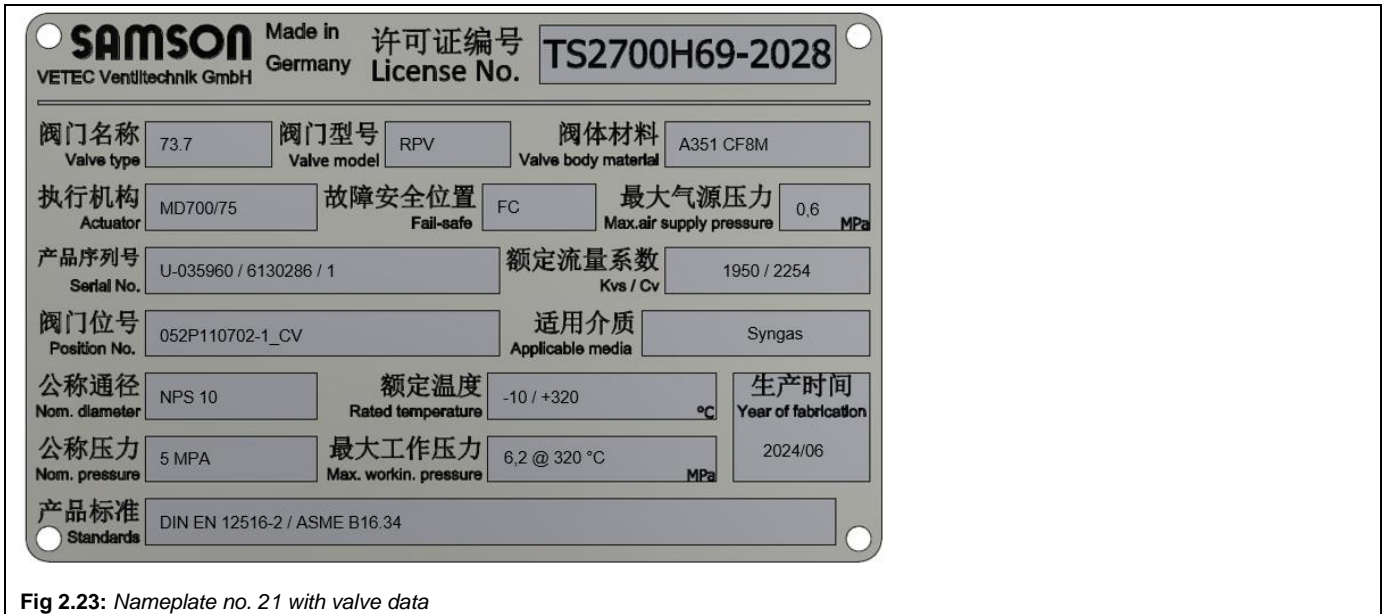 SAMSON
VETEC Ventiltechnik GmbH
Made in
Germany
许可证编号
License No.
TS2700H69-2028
阀门名称
Valve type
73.7
阀门型号
Valve model
RPV
阀体材料
Valve body material
A351 CF8M
执行机构
Actuator
MD700/75
故障安全位置
Fail-safe
FC
最大气源压力
Max.air supply pressure
0,6
MPa
产品序列号
Serial No.
U-035960 / 6130286 / 1
额定流量系数
Kvs / Cv
1950 / 2254
阀门位号
Position No.
052P110702-1_CV
适用介质
Applicable media
Syngas
公称通径
Nom. diameter
NPS 10
额定温度
Rated temperature
-10 / +320
°C
生产时间
Year of fabrication
2024/06
公称压力
Nom. pressure
5 MPA
最大工作压力
Max. workin. pressure
6,2 @ 320 °C
MPa
产品标准
Standards
DIN EN 12516-2 / ASME B16.34
Fig 2.23: Nameplate no. 21 with valve data